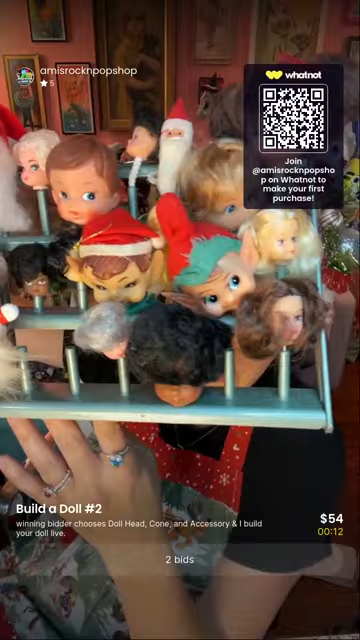 amisrocknpopshop
★ 5
whatnot
Join
@amisrocknpopsho
p on Whatnot to
make your first
purchase!
Build a Doll #2
winning bidder chooses Doll Head, Cone, and Accessory & I build
your doll live.
$54
00:12
2 bids